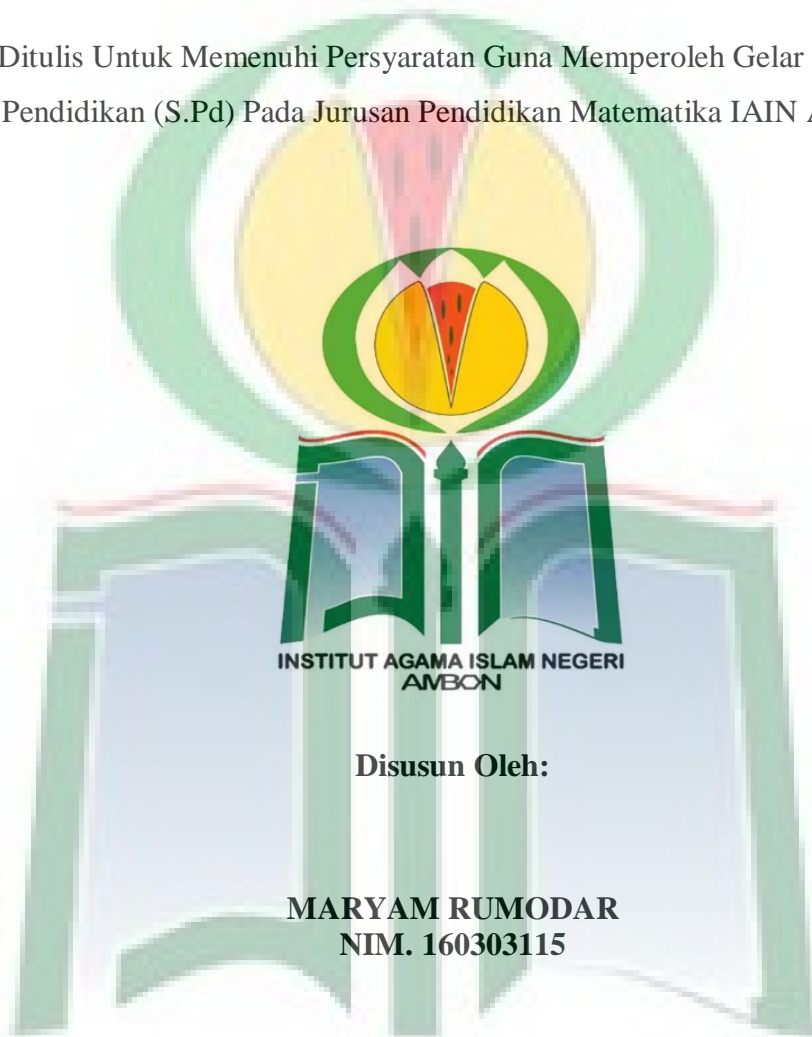 Ditulis Untuk Memenuhi Persyaratan Guna Memperoleh Gelar
Pendidikan (S.Pd) Pada Jurusan Pendidikan Matematika IAIN
INSTITUT AGAMA ISLAM NEGERI
AMBON
Disusun Oleh:
MARYAM RUMODAR
NIM. 160303115